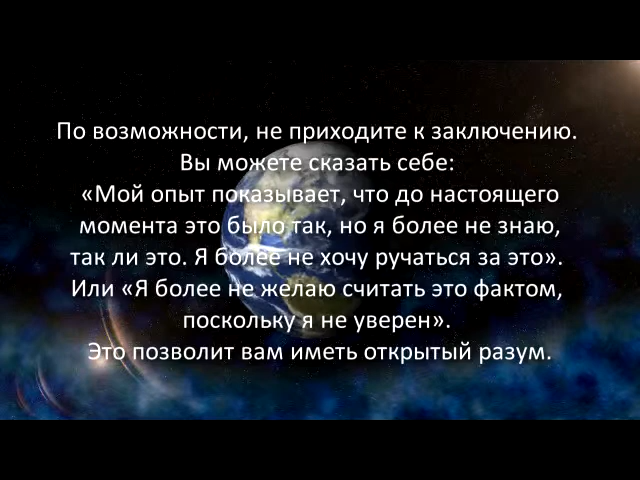 По возможности, не приходите к заключению.
Вы можете сказать себе:
«Мой опыт показывает, что до настоящего
момента это было так, но я более не знаю,
так ли это. Я более не хочу ручаться за это».
Или «Я более не желаю считать это фактом,
поскольку я не уверен».
Это позволит вам иметь открытый разум.